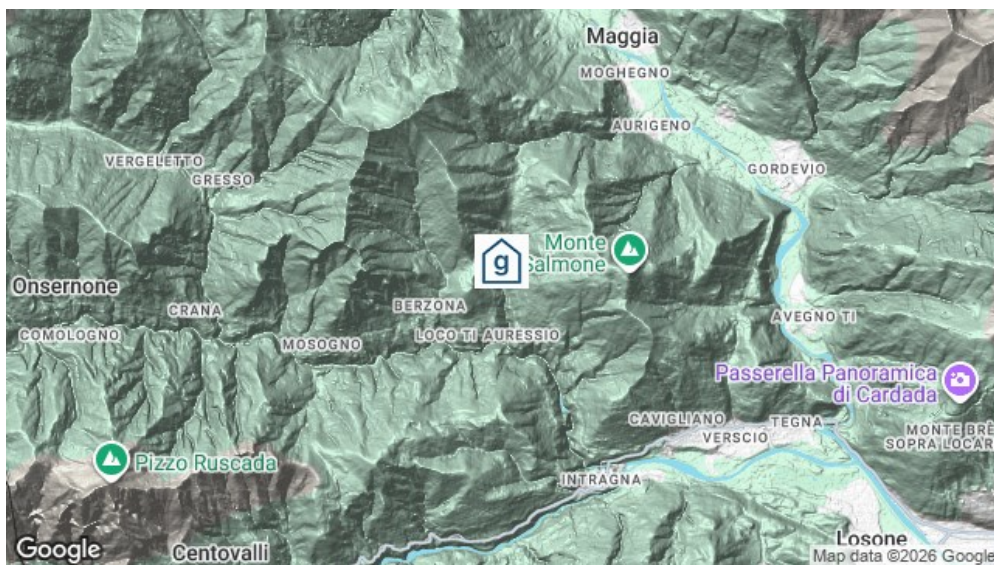 Maggia
MOGHEGNO
AURIGENO
VERGELETTO
GRESSO
GORDEVIO
g
Monte
Salmone
Onsernone
CRANA
BERZONA
AVEGNO TI
COMOLOGNO
MOSOGNO
LOCO TI AURESSIO
Passerella Panoramica
di Cardada
CAVIGLIANO
TEGNA
VERSCIO
MONTE BRÈ
SOPRA LOCAR
Pizzo Ruscada
INTRAGNA
Google
Centovalli
Losone
Map data ©2026 Google